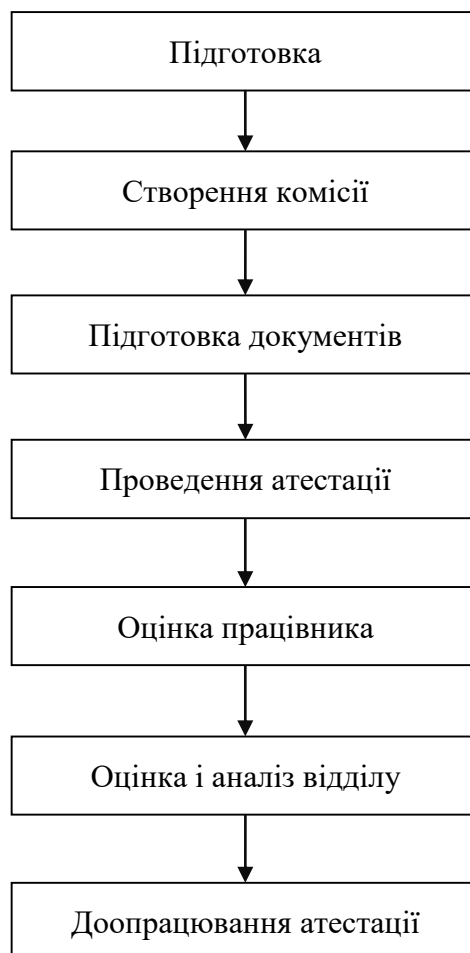 Підготовка
Створення комісії
Підготовка документів
Проведення атестації
Оцінка працівника
Оцінка і аналіз відділу
Доопрацювання атестації